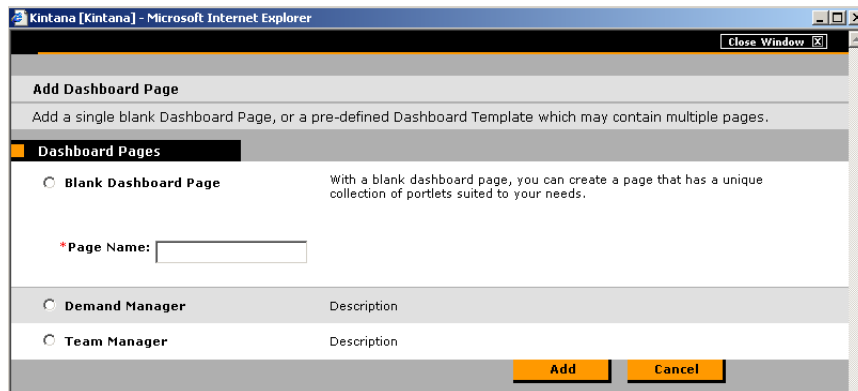 Kintana [Kintana] - Microsoft Internet Explorer
Close Window
Add Dashboard Page
Add a single blank Dashboard Page, or a pre-defined Dashboard Template which may contain multiple pages.
Dashboard Pages
Blank Dashboard Page
With a blank dashboard page, you can create a page that has a unique
collection of portlets suited to your needs.
*Page Name:
Demand Manager Description
Team Manager Description
Add Cancel